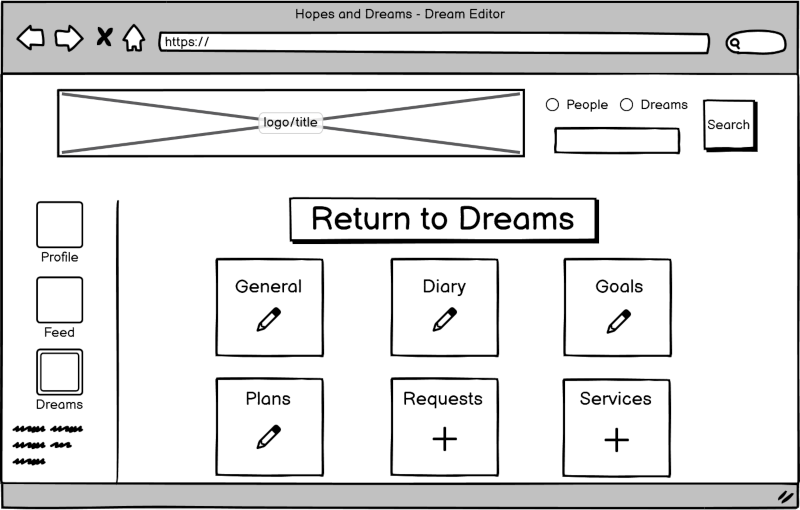 Hopes and Dreams - Dream Editor
https://
logo/title
People Dreams
Search
Profile
Feed
Dreams
Return to Dreams
General Diary Goals
Plans Requests Services